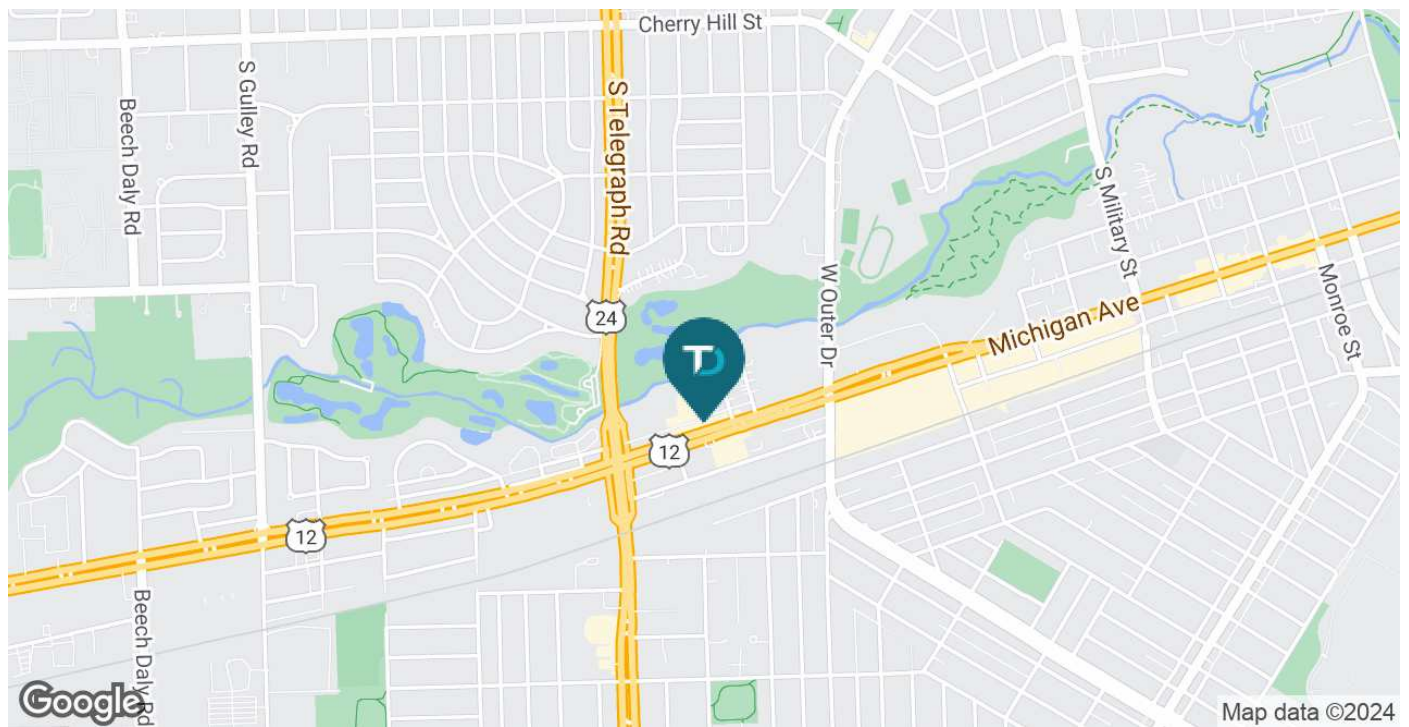 Cherry Hill St
S Gulley Rd
Beech Daly Rd
S Telegraph Rd
S Military St
W Outer Dr
Monroe St
24
Michigan Ave
TD
12
12
Beech Daly Rd
Google
Map data ©2024